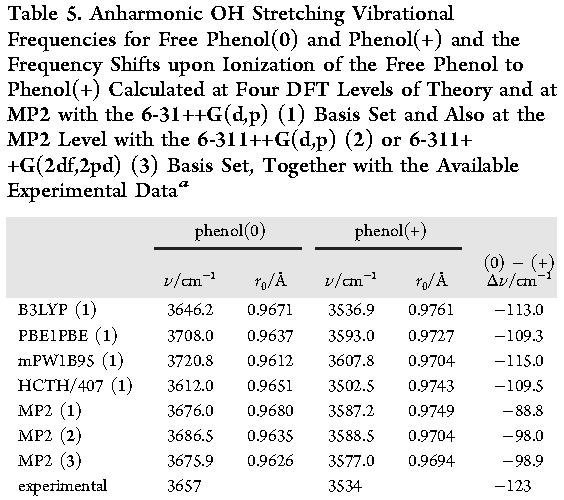 Table 5. Anharmonic OH Stretching Vibrational
Frequencies for Free Phenol(0) and Phenol(+) and the
Frequency Shifts upon Ionization of the Free Phenol to
Phenol(+) Calculated at Four DFT Levels of Theory and at
MP2 with the 6-31++G(d,p) (1) Basis Set and Also at the
MP2 Level with the 6-311++G(d,p) (2) or 6-311+
+G(2df,2pd) (3) Basis Set, Together with the Available
Experimental Dataᵃ
phenol(0) phenol(+)
(0) − (+)
ν/cm⁻¹ r₀/Å ν/cm⁻¹ r₀/Å Δν/cm⁻¹
B3LYP (1) 3646.2 0.9671 3536.9 0.9761 −113.0
PBE1PBE (1) 3708.0 0.9637 3593.0 0.9727 −109.3
mPW1B95 (1) 3720.8 0.9612 3607.8 0.9704 −115.0
HCTH/407 (1) 3612.0 0.9651 3502.5 0.9743 −109.5
MP2 (1) 3676.0 0.9680 3587.2 0.9749 −88.8
MP2 (2) 3686.5 0.9635 3588.5 0.9704 −98.0
MP2 (3) 3675.9 0.9626 3577.0 0.9694 −98.9
experimental 3657 3534 −123